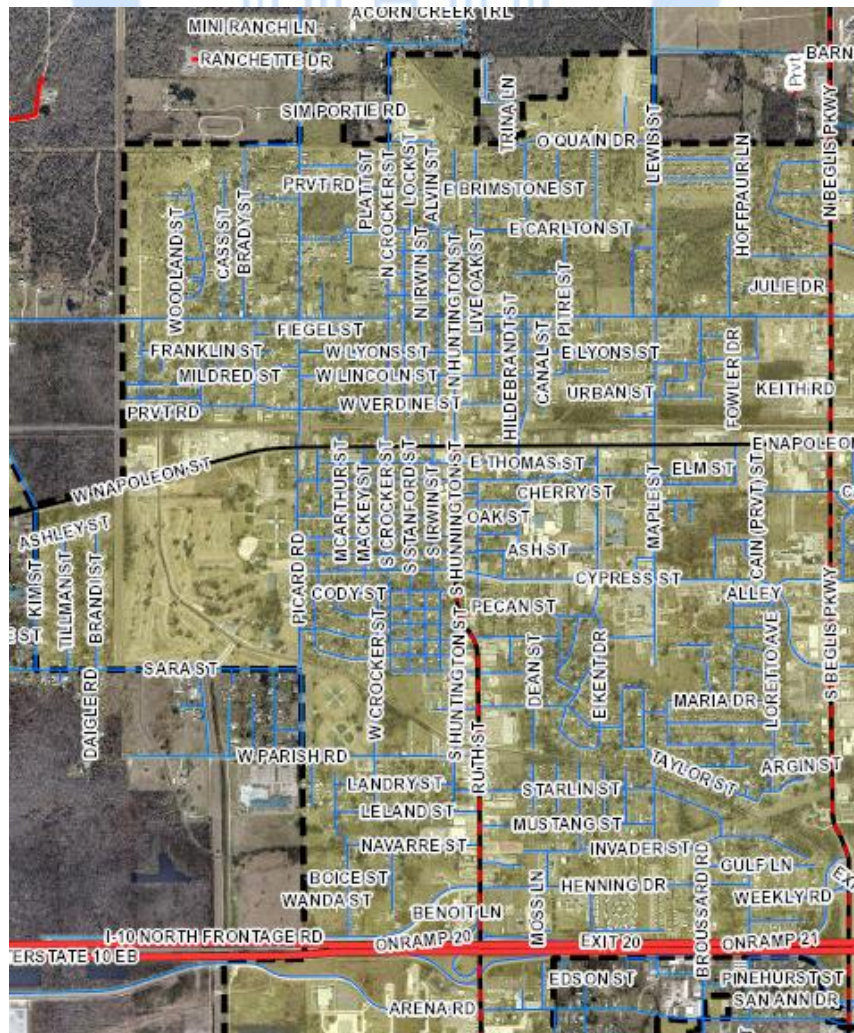 ACORN CREEK TRL
MINI RANCH LN
RANCHETTE DR
BARN
Prvt
SIM PORTIE RD
TRINA LN
O QUAIN DR
LEWIS ST
HOFFPAUIR LN
N BEGLIS PKWY
PRVT RD
PLATT ST
N CROCKER ST
LOCK ST
ALVIN ST
E BRIMSTONE ST
WOODLAND ST
CASS ST
BRADY ST
N IRWIN ST
N HUNTINGTON ST
LIVE OAK ST
E CARLTON ST
PITRE ST
JULIE DR
FIEGEL ST
FRANKLIN ST
W LYONS ST
HILDEBRANDT ST
CANAL ST
E LYONS ST
FOWLER DR
MILDRED ST
W LINCOLN ST
URBAN ST
KEITH RD
PRVT RD
W VERDINE ST
E NAPOLEON
W NAPOLEON ST
MCARTHUR ST
MACKEY ST
S CROCKER ST
S STANFORD ST
S IRWIN ST
S HUNNINGTON ST
E THOMAS ST
ELM ST
CHERRY ST
MAPLE ST
CAIN (PRVT) ST
ASHLEY ST
OAK ST
ASH ST
PICARD RD
KIM ST
TILLMAN ST
BRANDI ST
CODY ST
CYPRESS ST
ALLEY
PECAN ST
S BEGLIS PKWY
SARA ST
DAIGLE RD
W CROCKER ST
S HUNTINGTON ST
DEAN ST
E KENT DR
MARIA DR
LORETTO AVE
W PARISH RD
RUTH ST
TAYLOR ST
ARGIN ST
LANDRY ST
STARLIN ST
LELAND ST
MUSTANG ST
NAVARRE ST
INVADER ST
GULF LN
BOICE ST
HENNING DR
BROUSSARD RD
WEEKLY RD
WANDA ST
MOSS LN
BENOIT LN
I-10 NORTH FRONTAGE RD
ONRAMP 20
EXIT 20
ONRAMP 21
TERSTATE 10 EB
EDSON ST
PINEHURST ST
ARENA RD
SAN ANN DR